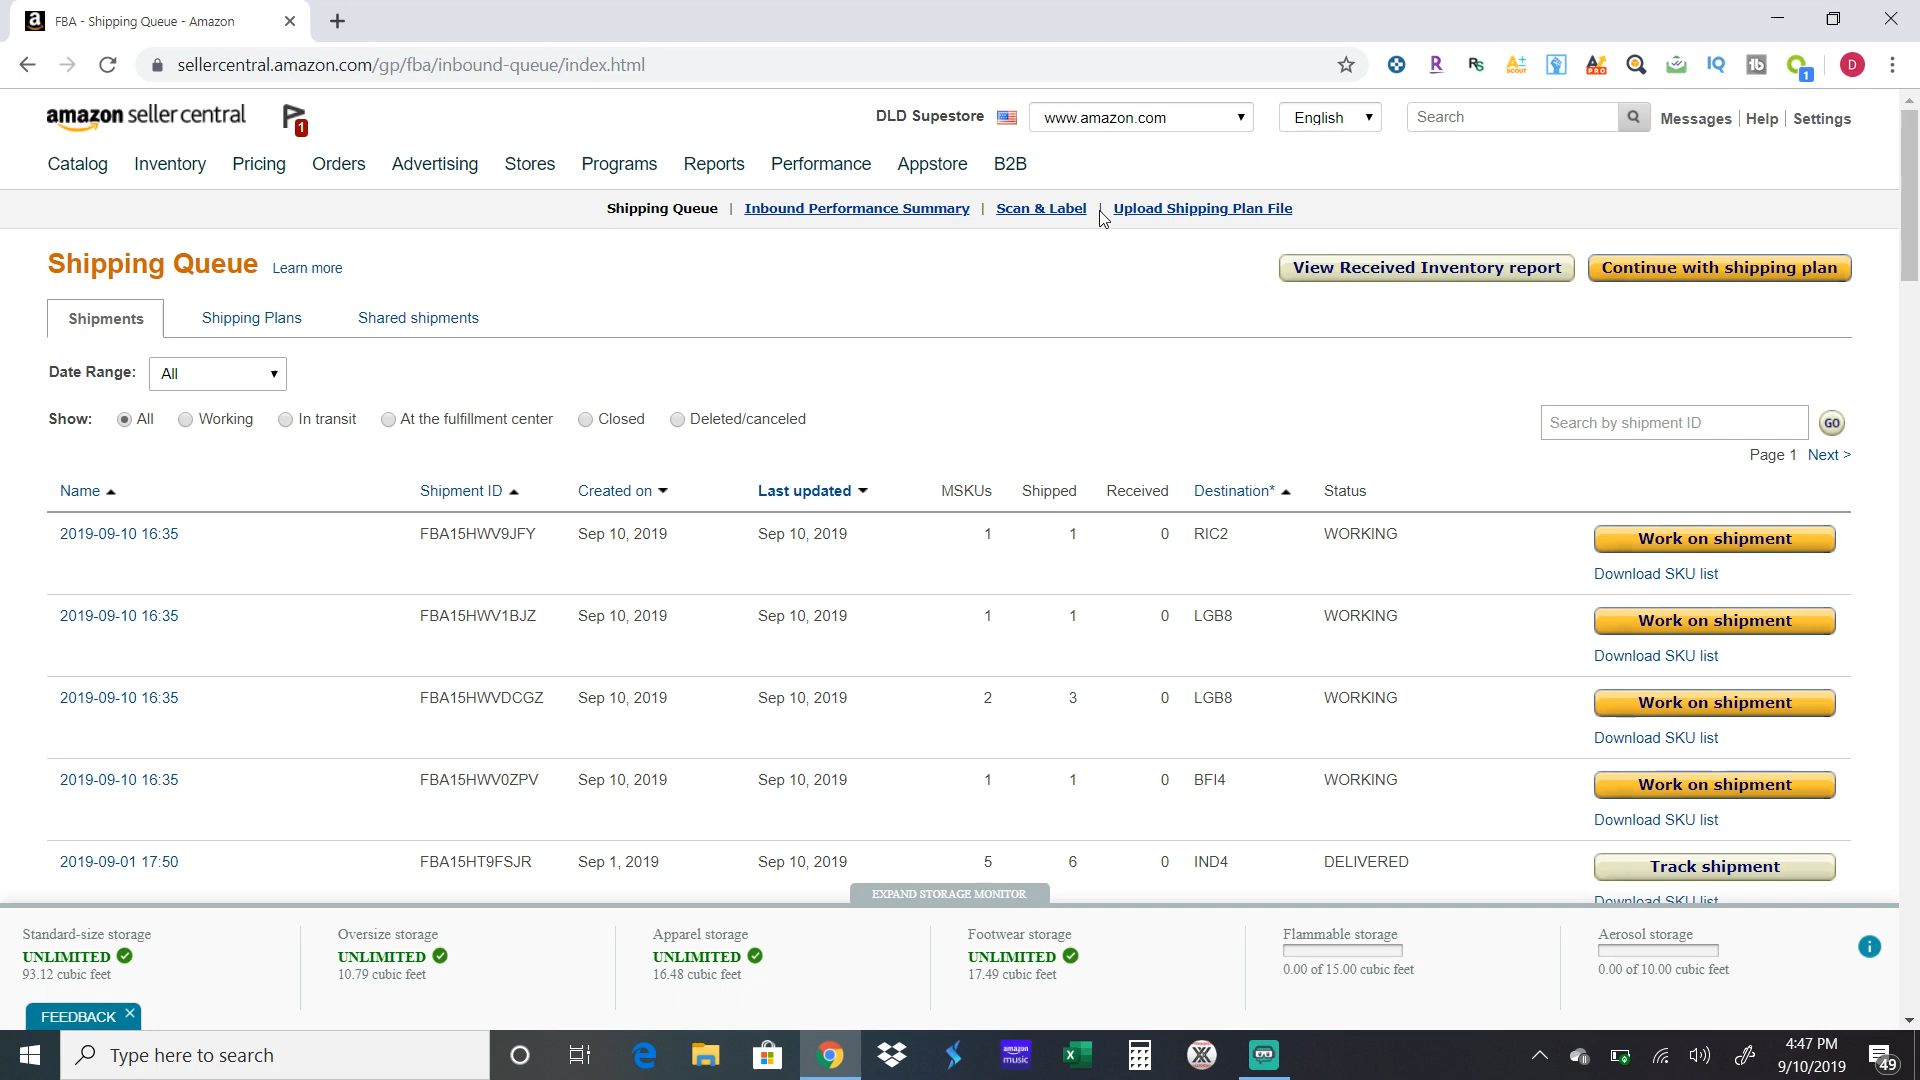 FBA - Shipping Queue - Amazon
sellercentral.amazon.com/gp/fba/inbound-queue/index.html
amazon seller central 1 DLD Supestore www.amazon.com English Search Messages Help Settings
Catalog Inventory Pricing Orders Advertising Stores Programs Reports Performance Appstore B2B
Shipping Queue | Inbound Performance Summary | Scan & Label | Upload Shipping Plan File
Shipping Queue Learn more View Received Inventory report Continue with shipping plan
Shipments Shipping Plans Shared shipments
Date Range: All
Show: All Working In transit At the fulfillment center Closed Deleted/canceled Search by shipment ID GO
Page 1 Next >
Name Shipment ID Created on Last updated MSKUs Shipped Received Destination* Status
2019-09-10 16:35 FBA15HWV9JFY Sep 10, 2019 Sep 10, 2019 1 1 0 RIC2 WORKING Work on shipment
Download SKU list
2019-09-10 16:35 FBA15HWV1BJZ Sep 10, 2019 Sep 10, 2019 1 1 0 LGB8 WORKING Work on shipment
Download SKU list
2019-09-10 16:35 FBA15HWVDCGZ Sep 10, 2019 Sep 10, 2019 2 3 0 LGB8 WORKING Work on shipment
Download SKU list
2019-09-10 16:35 FBA15HWV0ZPV Sep 10, 2019 Sep 10, 2019 1 1 0 BFI4 WORKING Work on shipment
Download SKU list
2019-09-01 17:50 FBA15HT9FSJR Sep 1, 2019 Sep 10, 2019 5 6 0 IND4 DELIVERED Track shipment
Download SKU list
EXPAND STORAGE MONITOR
Standard-size storage Oversize storage Apparel storage Footwear storage Flammable storage Aerosol storage
UNLIMITED UNLIMITED UNLIMITED UNLIMITED
93.12 cubic feet 10.79 cubic feet 16.48 cubic feet 17.49 cubic feet 0.00 of 15.00 cubic feet 0.00 of 10.00 cubic feet
FEEDBACK
Type here to search
amazon music
4:47 PM
9/10/2019
49